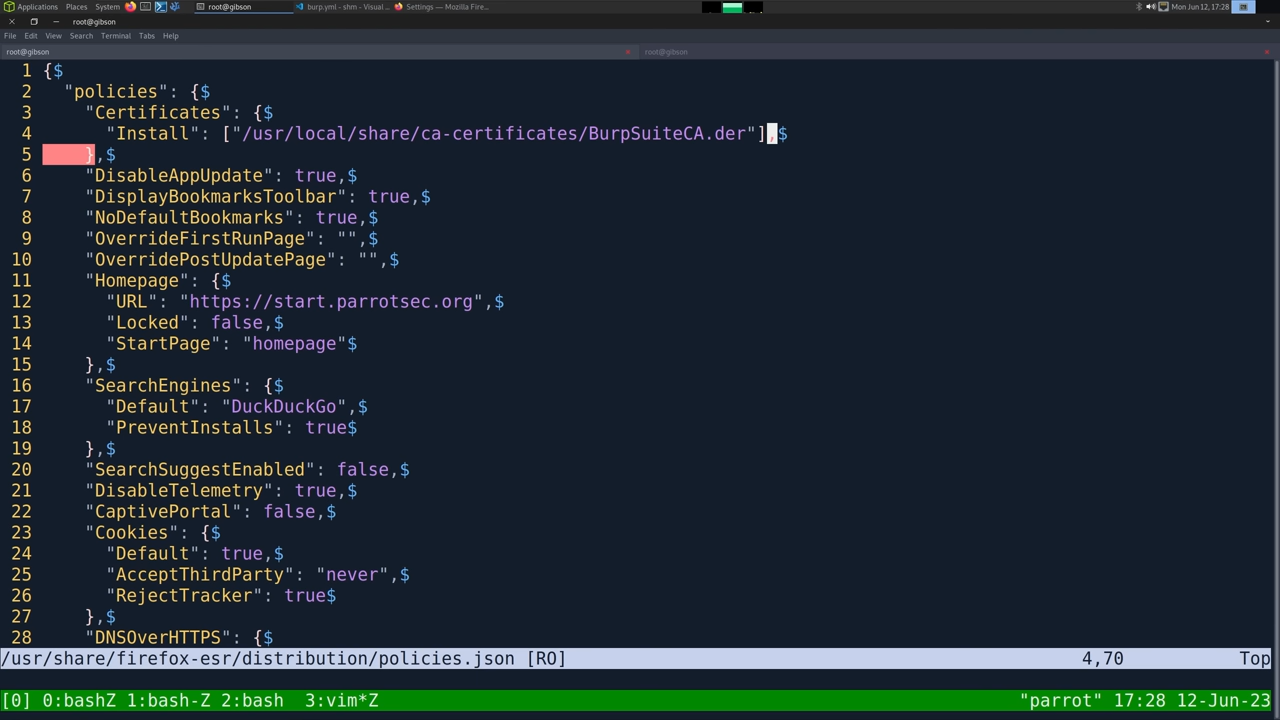 Applications Places System root@gibson burp.yml - shm - Visual ... Settings — Mozilla Fire... Mon Jun 12, 17:28
root@gibson
File Edit View Search Terminal Tabs Help
root@gibson root@gibson
1 {$
2 "policies": {$
3 "Certificates": {$
4 "Install": ["/usr/local/share/ca-certificates/BurpSuiteCA.der"],$
5 },$
6 "DisableAppUpdate": true,$
7 "DisplayBookmarksToolbar": true,$
8 "NoDefaultBookmarks": true,$
9 "OverrideFirstRunPage": "",$
10 "OverridePostUpdatePage": "",$
11 "Homepage": {$
12 "URL": "https://start.parrotsec.org",$
13 "Locked": false,$
14 "StartPage": "homepage"$
15 },$
16 "SearchEngines": {$
17 "Default": "DuckDuckGo",$
18 "PreventInstalls": true$
19 },$
20 "SearchSuggestEnabled": false,$
21 "DisableTelemetry": true,$
22 "CaptivePortal": false,$
23 "Cookies": {$
24 "Default": true,$
25 "AcceptThirdParty": "never",$
26 "RejectTracker": true$
27 },$
28 "DNSOverHTTPS": {$
/usr/share/firefox-esr/distribution/policies.json [RO] 4,70 Top
[0] 0:bashZ 1:bash-Z 2:bash 3:vim*Z "parrot" 17:28 12-Jun-23